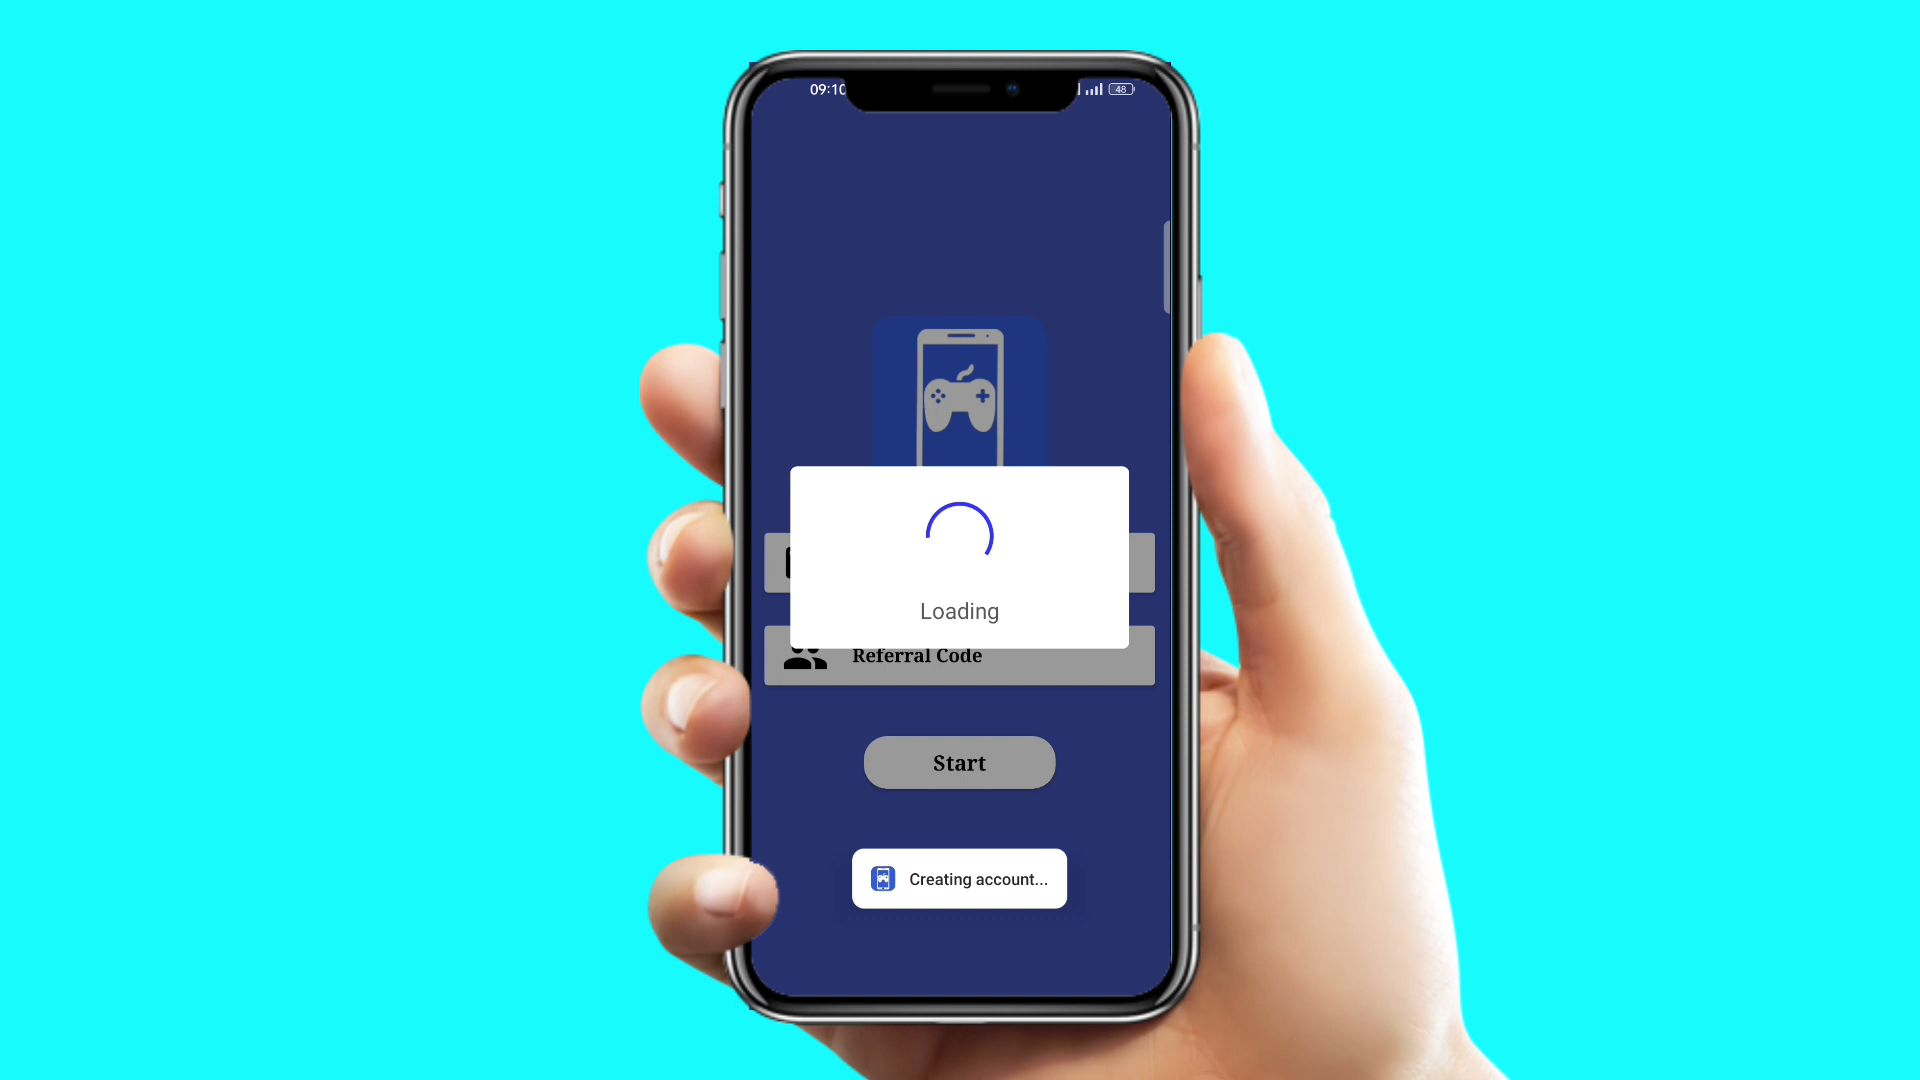 09:10
48
Loading
Referral Code
Start
Creating account...